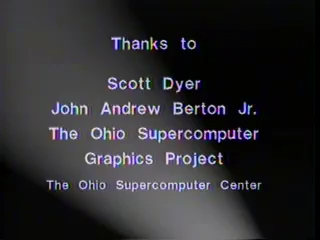 Thanks to
Scott Dyer
John Andrew Berton Jr.
The Ohio Supercomputer
Graphics Project
The Ohio Supercomputer Center